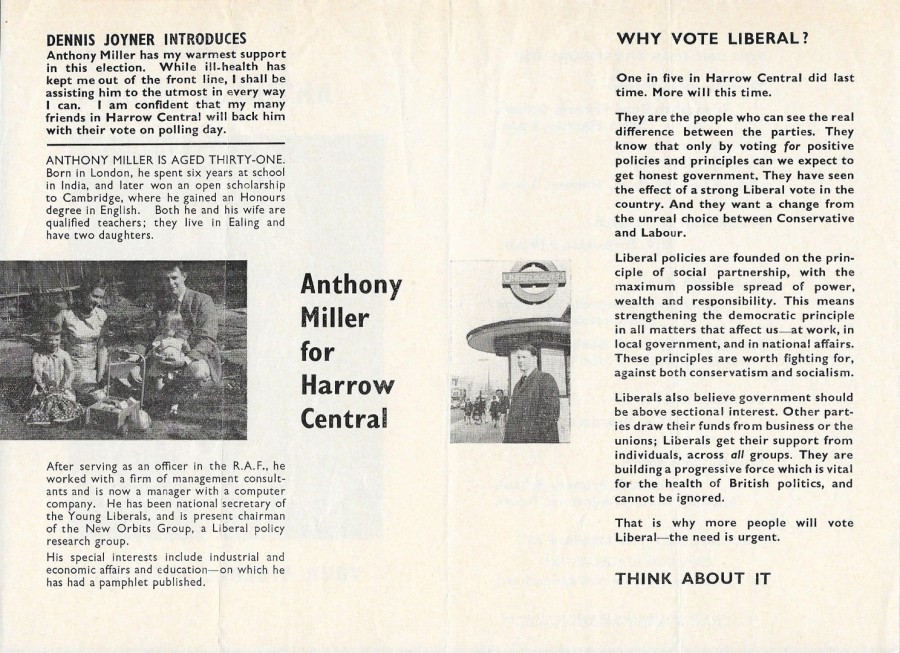 DENNIS JOYNER INTRODUCES
Anthony Miller has my warmest support
in this election. While ill-health has
kept me out of the front line, I shall be
assisting him to the utmost in every way
I can. I am confident that my many
friends in Harrow Central will back him
with their vote on polling day.
ANTHONY MILLER IS AGED THIRTY-ONE.
Born in London, he spent six years at school
in India, and later won an open scholarship
to Cambridge, where he gained an Honours
degree in English. Both he and his wife are
qualified teachers; they live in Ealing and
have two daughters.
Anthony
Miller
for
Harrow
Central
After serving as an officer in the R.A.F., he
worked with a firm of management consult-
ants and is now a manager with a computer
company. He has been national secretary of
the Young Liberals, and is present chairman
of the New Orbits Group, a Liberal policy
research group.
His special interests include industrial and
economic affairs and education—on which he
has had a pamphlet published.
WHY VOTE LIBERAL?
One in five in Harrow Central did last
time. More will this time.
They are the people who can see the real
difference between the parties. They
know that only by voting for positive
policies and principles can we expect to
get honest government. They have seen
the effect of a strong Liberal vote in the
country. And they want a change from
the unreal choice between Conservative
and Labour.
Liberal policies are founded on the prin-
ciple of social partnership, with the
maximum possible spread of power,
wealth and responsibility. This means
strengthening the democratic principle
in all matters that affect us—at work, in
local government, and in national affairs.
These principles are worth fighting for,
against both conservatism and socialism.
Liberals also believe government should
be above sectional interest. Other part-
ies draw their funds from business or the
unions; Liberals get their support from
individuals, across all groups. They are
building a progressive force which is vital
for the health of British politics, and
cannot be ignored.
That is why more people will vote
Liberal—the need is urgent.
THINK ABOUT IT